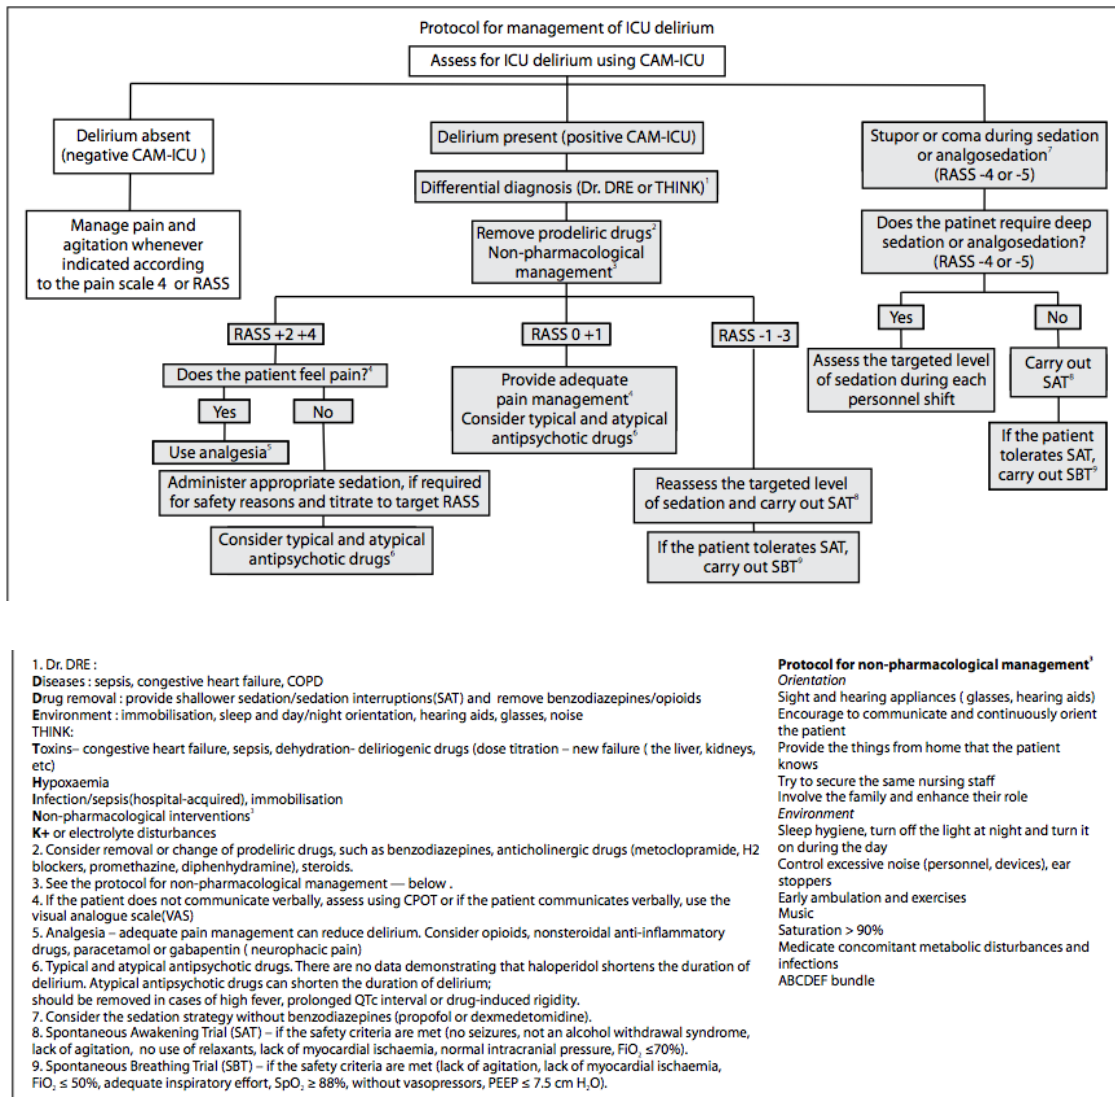 Protocol for management of ICU delirium
Assess for ICU delirium using CAM-ICU
Delirium absent
(negative CAM-ICU )
Manage pain and
agitation whenever
indicated according
to the pain scale 4 or RASS
Delirium present (positive CAM-ICU)
Differential diagnosis (Dr. DRE or THINK)¹
Remove prodeliric drugs²
Non-pharmacological
management³
RASS +2 +4
Does the patient feel pain?⁴
Yes
No
Use analgesia⁵
Administer appropriate sedation, if required
for safety reasons and titrate to target RASS
Consider typical and atypical
antipsychotic drugs⁶
RASS 0 +1
Provide adequate
pain management⁴
Consider typical and atypical
antipsychotic drugs⁶
RASS -1 -3
Reassess the targeted level
of sedation and carry out SAT⁸
If the patient tolerates SAT,
carry out SBT⁹
Stupor or coma during sedation
or analgosedation⁷
(RASS -4 or -5)
Does the patinet require deep
sedation or analgosedation?
(RASS -4 or -5)
Yes
No
Assess the targeted level
of sedation during each
personnel shift
Carry out
SAT⁸
If the patient
tolerates SAT,
carry out SBT⁹
1. Dr. DRE :
Diseases : sepsis, congestive heart failure, COPD
Drug removal : provide shallower sedation/sedation interruptions(SAT) and remove benzodiazepines/opioids
Environment : immobilisation, sleep and day/night orientation, hearing aids, glasses, noise
THINK:
Toxins– congestive heart failure, sepsis, dehydration- deliriogenic drugs (dose titration – new failure ( the liver, kidneys,
etc)
Hypoxaemia
Infection/sepsis(hospital-acquired), immobilisation
Non-pharmacological interventions³
K+ or electrolyte disturbances
2. Consider removal or change of prodeliric drugs, such as benzodiazepines, anticholinergic drugs (metoclopramide, H2
blockers, promethazine, diphenhydramine), steroids.
3. See the protocol for non-pharmacological management — below .
4. If the patient does not communicate verbally, assess using CPOT or if the patient communicates verbally, use the
visual analogue scale(VAS)
5. Analgesia – adequate pain management can reduce delirium. Consider opioids, nonsteroidal anti-inflammatory
drugs, paracetamol or gabapentin ( neurophacic pain)
6. Typical and atypical antipsychotic drugs. There are no data demonstrating that haloperidol shortens the duration of
delirium. Atypical antipsychotic drugs can shorten the duration of delirium;
should be removed in cases of high fever, prolonged QTc interval or drug-induced rigidity.
7. Consider the sedation strategy without benzodiazepines (propofol or dexmedetomidine).
8. Spontaneous Awakening Trial (SAT) – if the safety criteria are met (no seizures, not an alcohol withdrawal syndrome,
lack of agitation, no use of relaxants, lack of myocardial ischaemia, normal intracranial pressure, FiO₂ ≤70%).
9. Spontaneous Breathing Trial (SBT) – if the safety criteria are met (lack of agitation, lack of myocardial ischaemia,
FiO₂ ≤ 50%, adequate inspiratory effort, SpO₂ ≥ 88%, without vasopressors, PEEP ≤ 7.5 cm H₂O).
Protocol for non-pharmacological management³
Orientation
Sight and hearing appliances ( glasses, hearing aids)
Encourage to communicate and continuously orient
the patient
Provide the things from home that the patient
knows
Try to secure the same nursing staff
Involve the family and enhance their role
Environment
Sleep hygiene, turn off the light at night and turn it
on during the day
Control excessive noise (personnel, devices), ear
stoppers
Early ambulation and exercises
Music
Saturation > 90%
Medicate concomitant metabolic disturbances and
infections
ABCDEF bundle